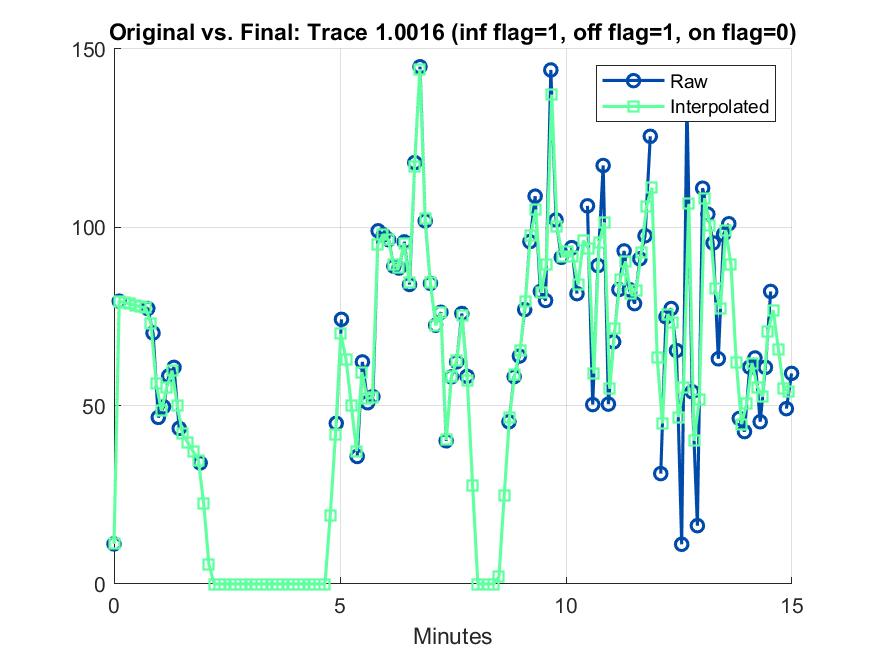 Original vs. Final: Trace 1.0016 (inf flag=1, off flag=1, on flag=0)
150
Raw
Interpolated
100
50
0
0 5 10 15
Minutes